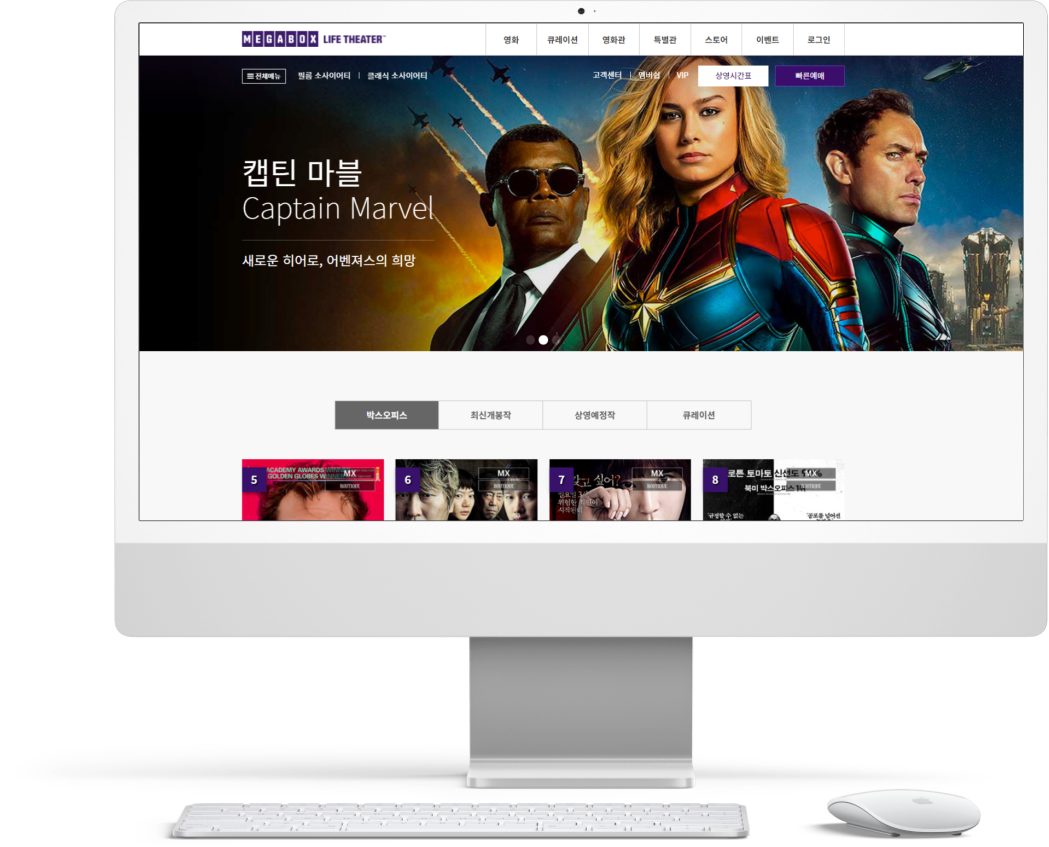 MEGABOX LIFE THEATER
영화 큐레이션 영화관 특별관 스토어 이벤트 로그인
전체메뉴 필름 소사이어티 | 클래식 소사이어티
고객센터 | 멤버쉽 | VIP 상영시간표 빠른예매
캡틴 마블
Captain Marvel
새로운 히어로, 어벤져스의 희망
박스오피스 최신개봉작 상영예정작 큐레이션
5 ACADEMY AWARDS MX
GOLDEN GLOBES
6 MX
7 갖고 싶어? MX
8 로튼 토마토 신선도 MX
북미 박스오피스